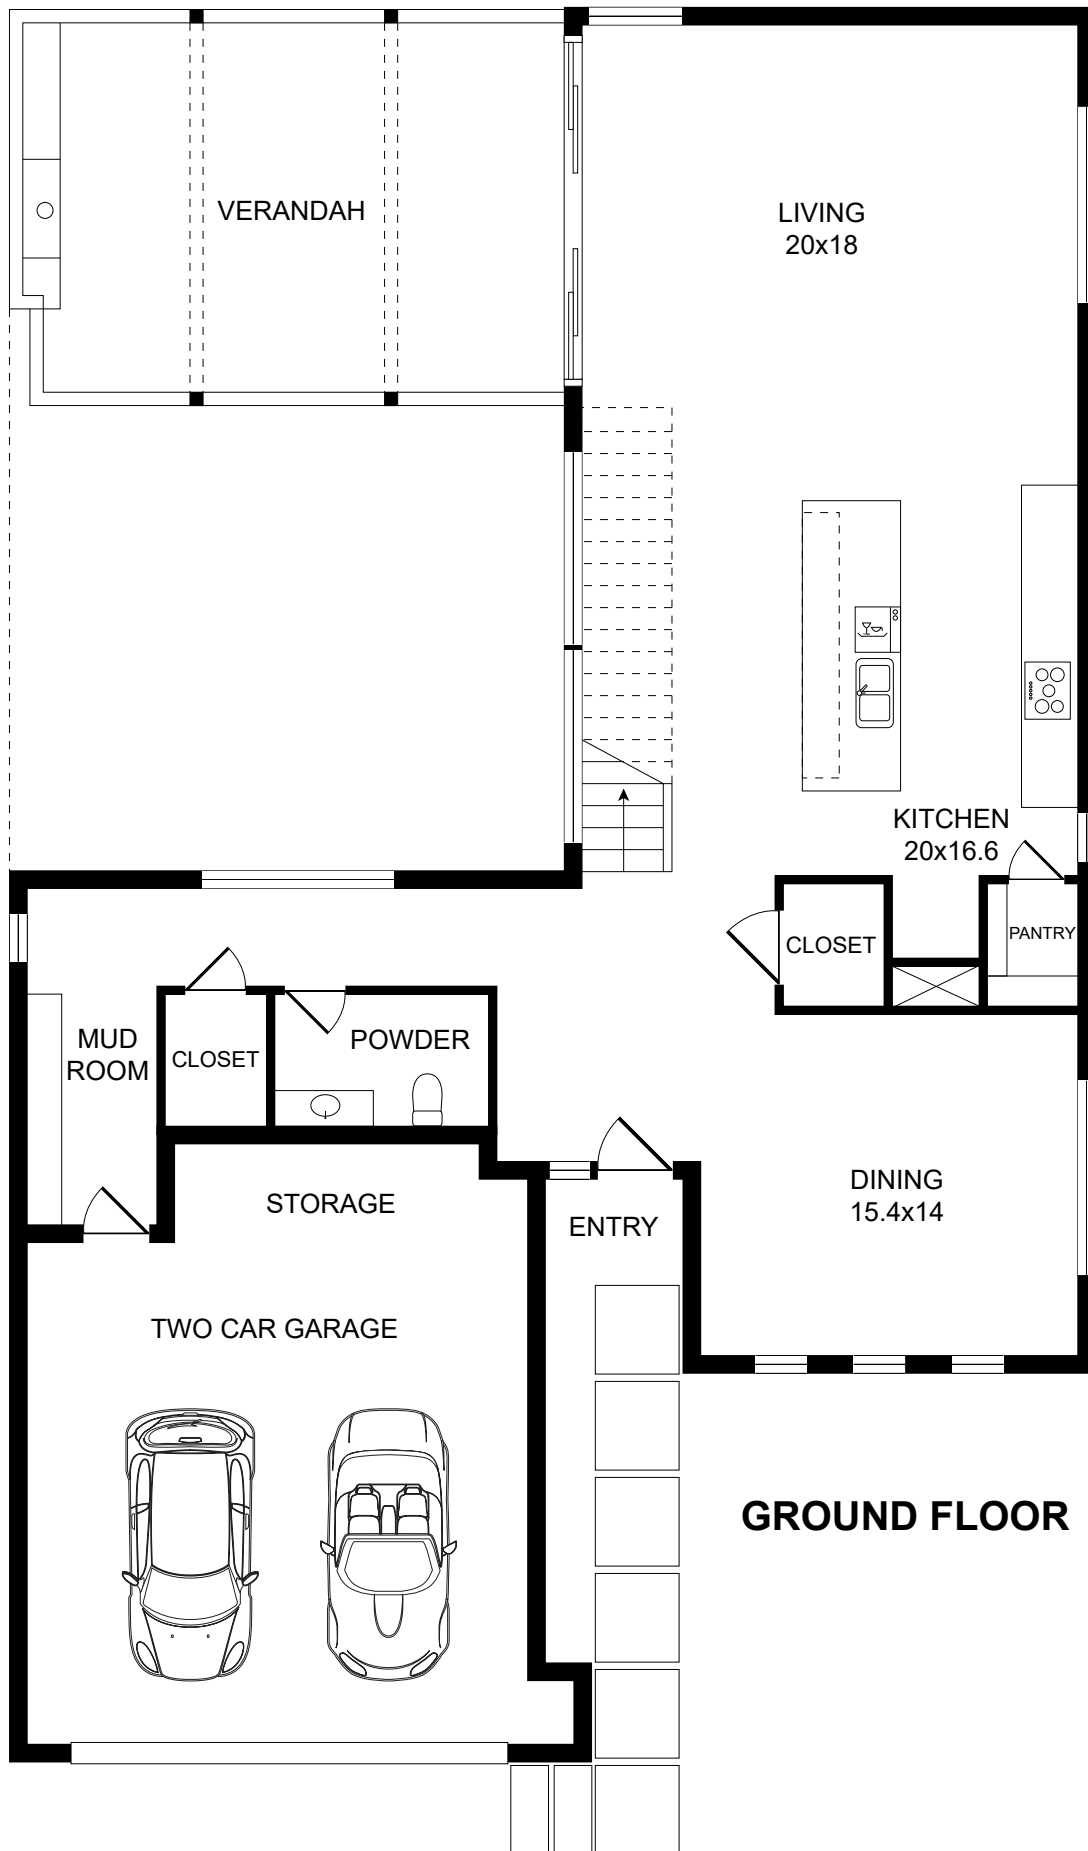 VERANDAH
LIVING
20x18
KITCHEN
20x16.6
CLOSET
PANTRY
MUD
ROOM
CLOSET
POWDER
STORAGE
ENTRY
DINING
15.4x14
TWO CAR GARAGE
GROUND FLOOR